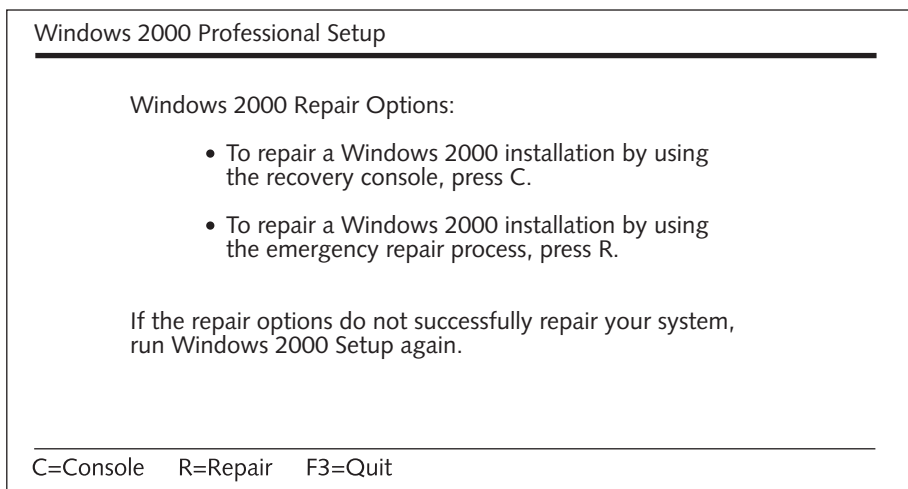 Windows 2000 Professional Setup
Windows 2000 Repair Options:
• To repair a Windows 2000 installation by using
the recovery console, press C.
• To repair a Windows 2000 installation by using
the emergency repair process, press R.
If the repair options do not successfully repair your system,
run Windows 2000 Setup again.
C=Console R=Repair F3=Quit